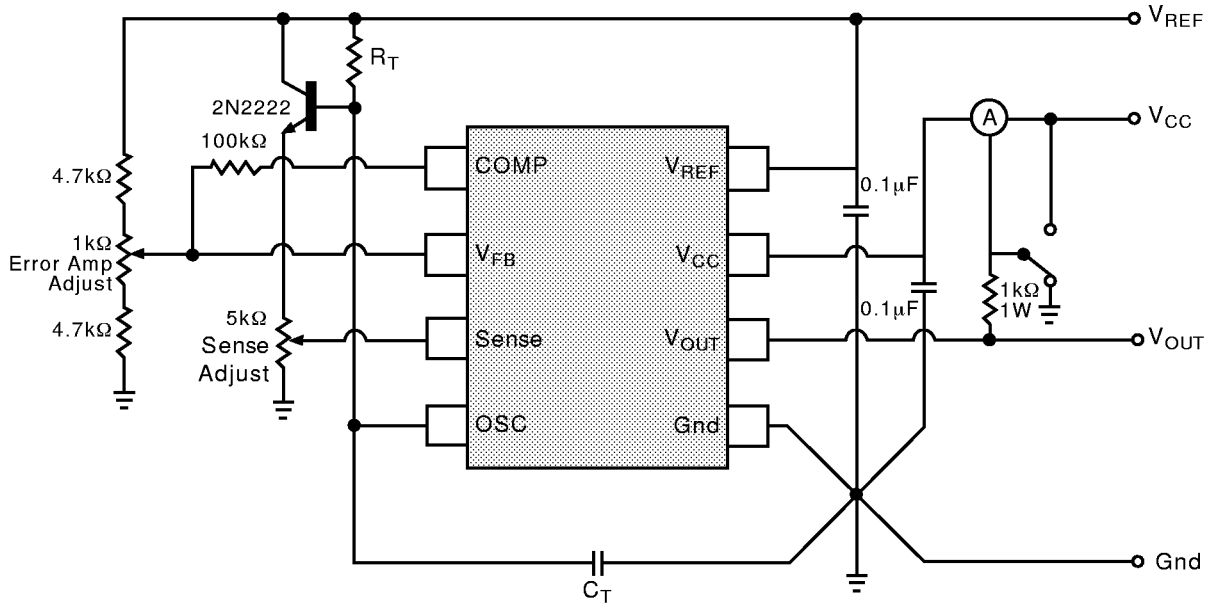 V_REF
R_T
2N2222
100kΩ
A
V_CC
COMP
V_REF
0.1µF
4.7kΩ
1kΩ
Error Amp
Adjust
V_FB
V_CC
4.7kΩ
5kΩ
Sense
Adjust
Sense
V_OUT
0.1µF
1kΩ
1W
V_OUT
OSC
Gnd
C_T
Gnd